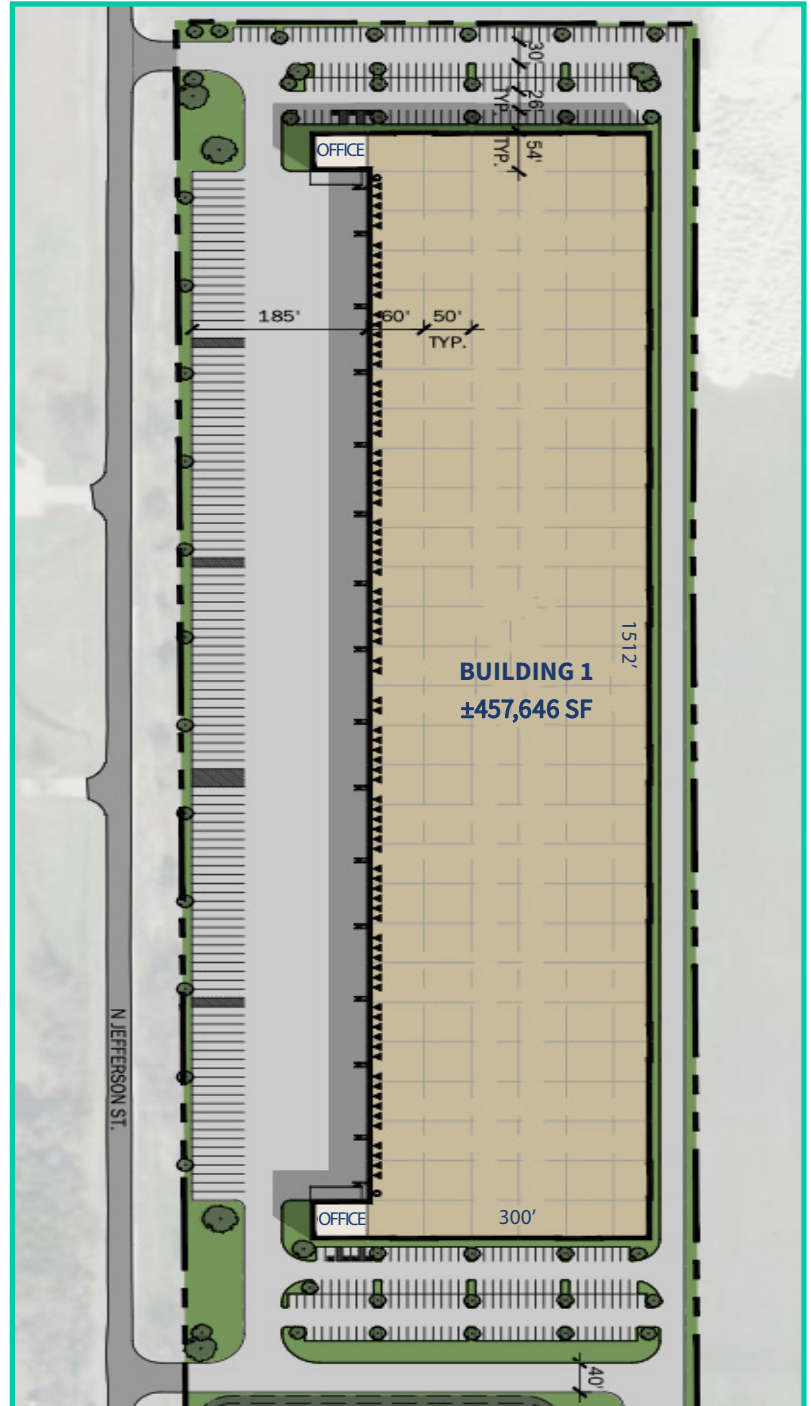 30'
26'
TYP.
OFFICE
54'
TYP.
185'
60'
50'
TYP.
1512'
BUILDING 1
±457,646 SF
N JEFFERSON ST.
OFFICE
300'
40'